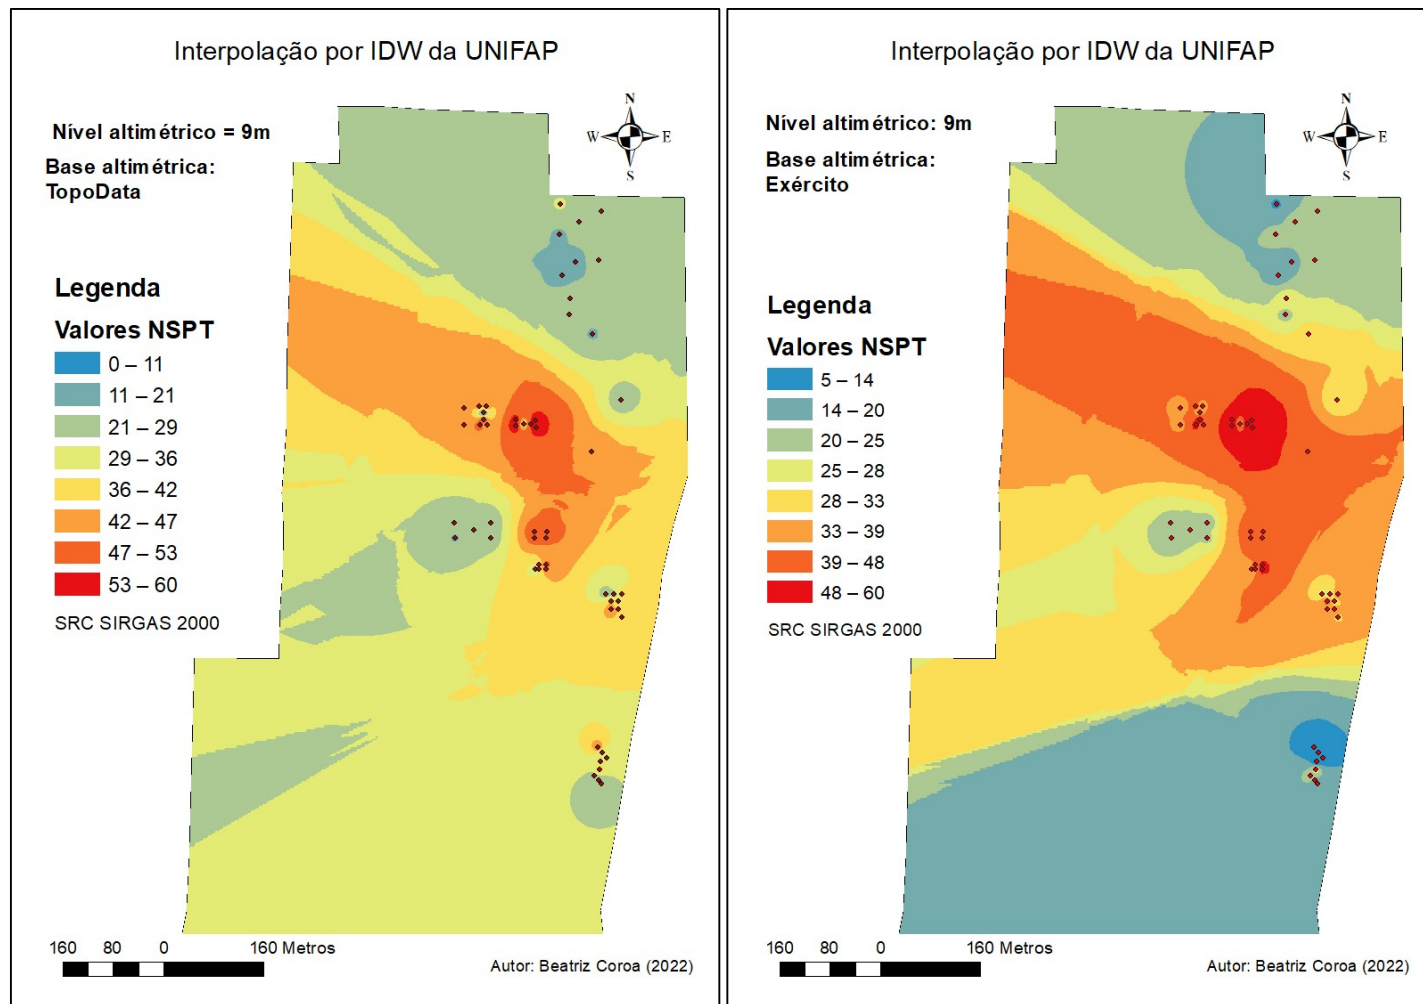 Interpolação por IDW da UNIFAP
Nível altimétrico = 9m
Base altimétrica:
TopoData
N
W E
S
Legenda
Valores NSPT
0 – 11
11 – 21
21 – 29
29 – 36
36 – 42
42 – 47
47 – 53
53 – 60
SRC SIRGAS 2000
160 80 0 160 Metros
Autor: Beatriz Coroa (2022)
Interpolação por IDW da UNIFAP
Nível altimétrico: 9m
Base altimétrica:
Exército
N
W E
S
Legenda
Valores NSPT
5 – 14
14 – 20
20 – 25
25 – 28
28 – 33
33 – 39
39 – 48
48 – 60
SRC SIRGAS 2000
160 80 0 160 Metros
Autor: Beatriz Coroa (2022)